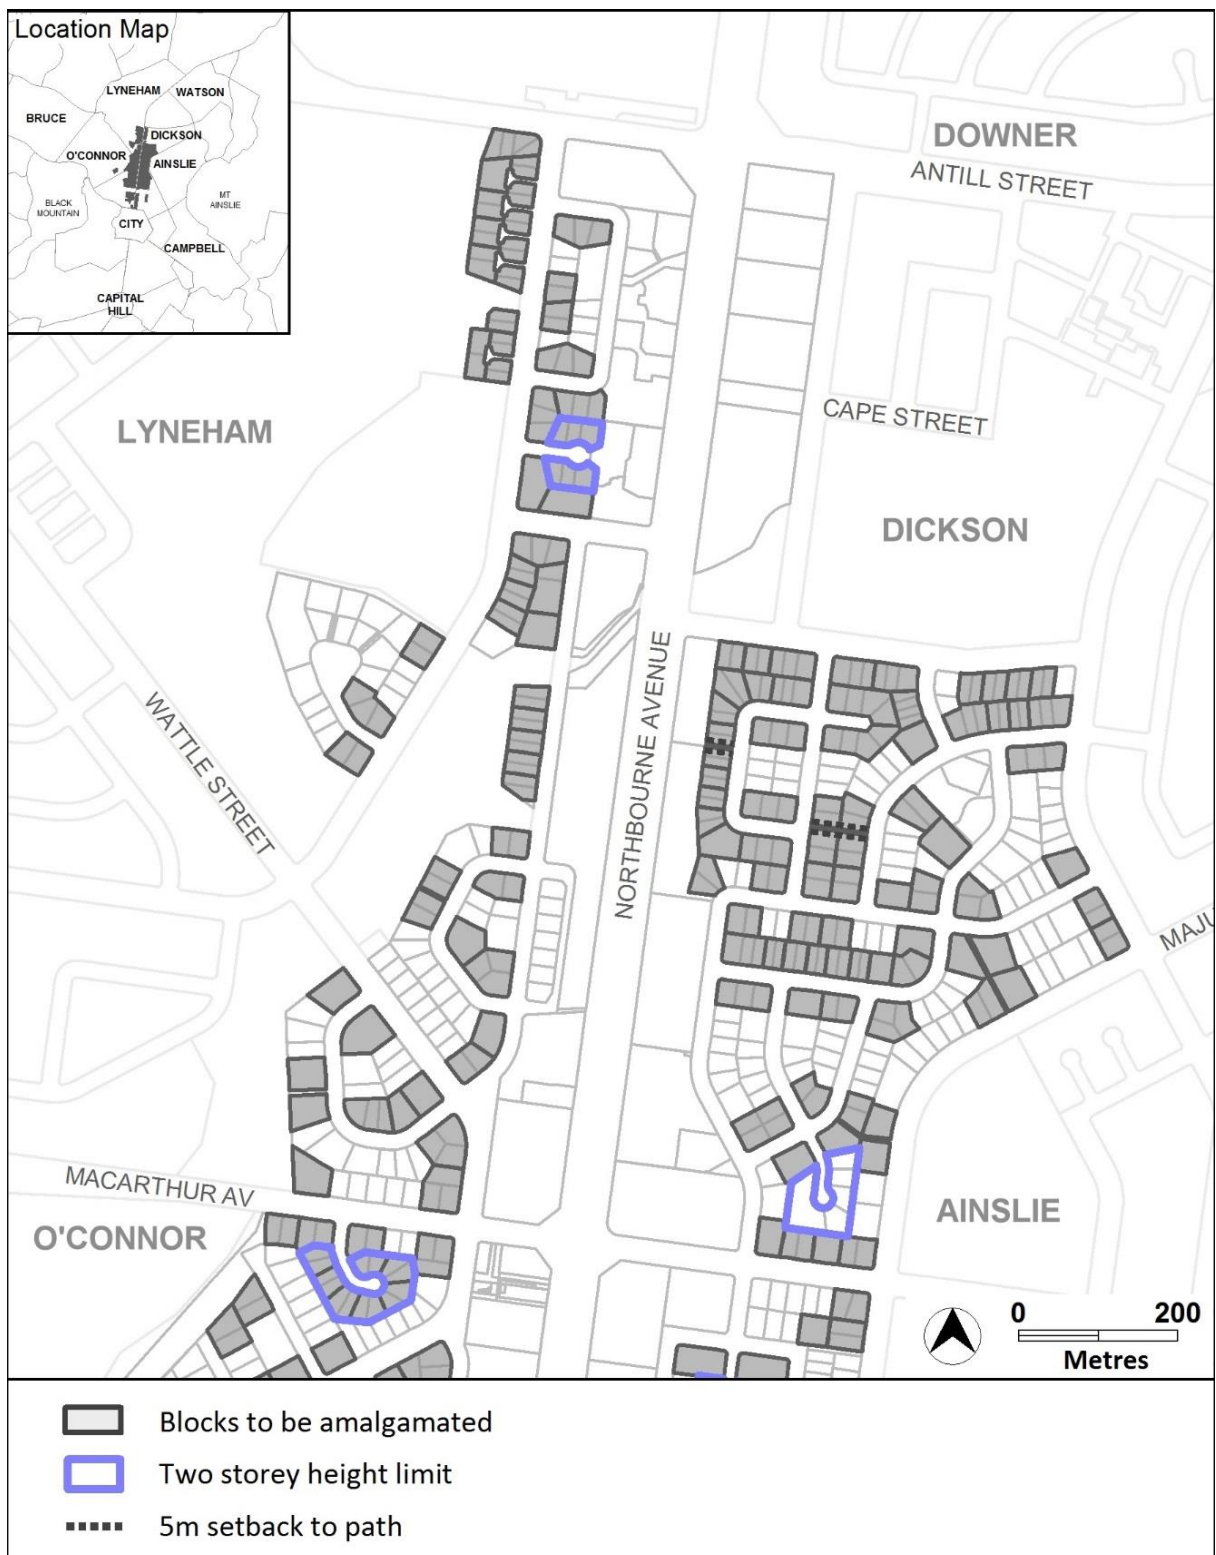 Location Map
LYNEHAM
WATSON
BRUCE
DICKSON
O'CONNOR
AINSLIE
BLACK
MOUNTAIN
MT
AINSLIE
CITY
CAMPBELL
CAPITAL
HILL
DOWNER
ANTILL STREET
CAPE STREET
LYNEHAM
DICKSON
WATTLE STREET
NORTHBOURNE AVENUE
MAJU
MACARTHUR AV
O'CONNOR
AINSLIE
0 200
Metres
Blocks to be amalgamated
Two storey height limit
5m setback to path